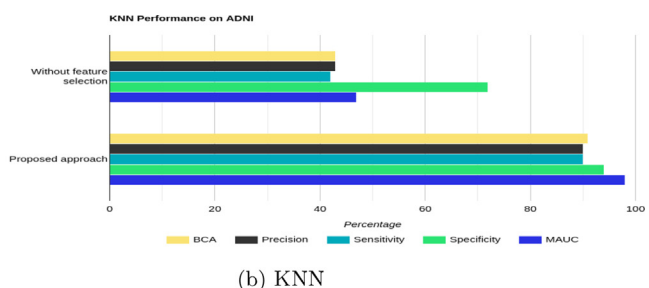 KNN Performance on ADNI
Without feature
selection
Proposed approach
0 20 40 60 80 100
Percentage
BCA Precision Sensitivity Specificity MAUC
(b) KNN